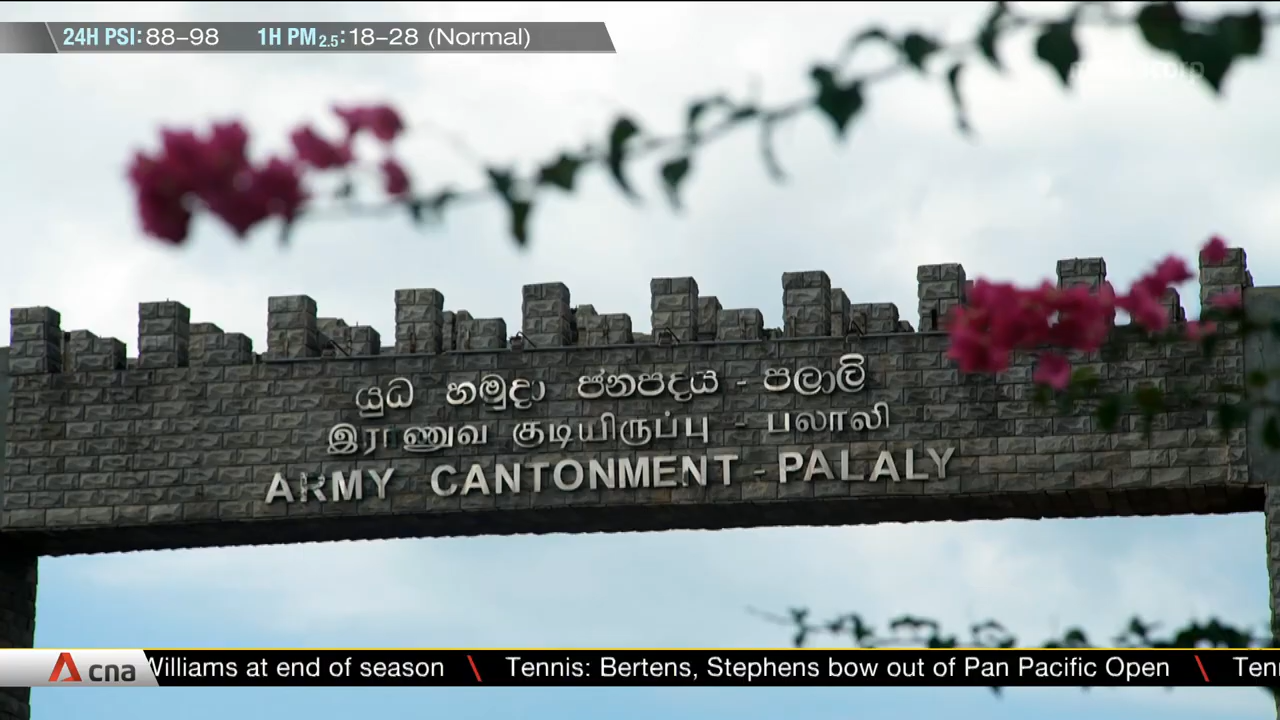 24H PSI: 88–98 1H PM2.5: 18–28 (Normal)
mediacorp
යුධ හමුදා ජනපදය - පලාලි
இராணுவ குடியிருப்பு - பலாலி
ARMY CANTONMENT - PALALY
cna Williams at end of season \ Tennis: Bertens, Stephens bow out of Pan Pacific Open \